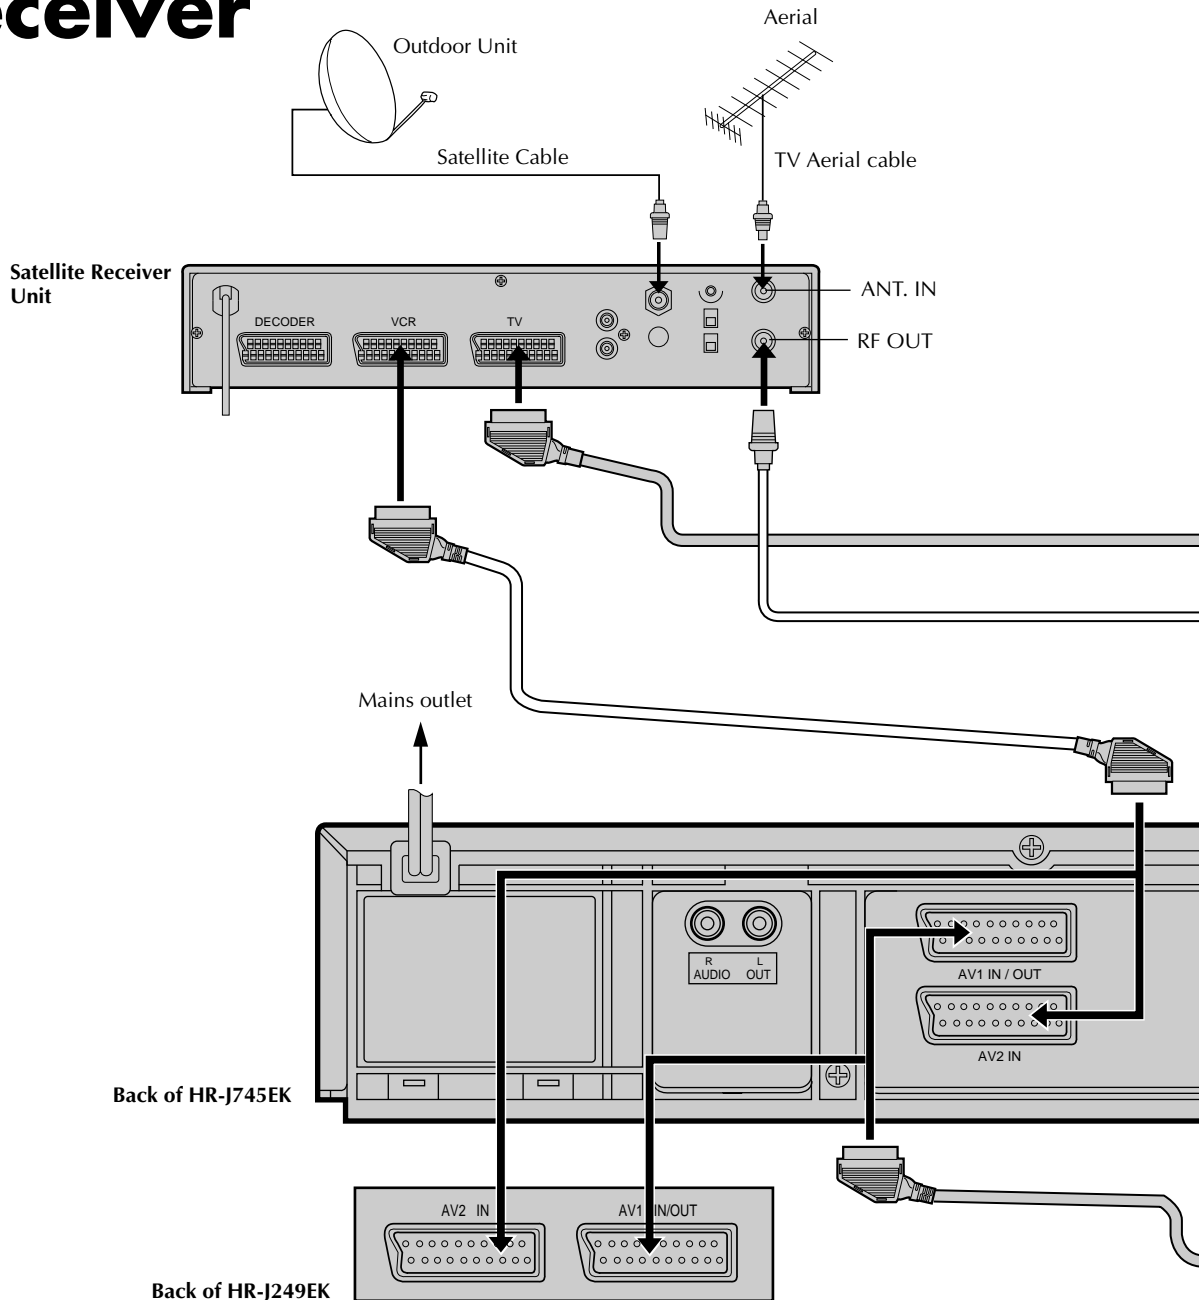 eceiver
Aerial
Outdoor Unit
Satellite Cable
TV Aerial cable
Satellite Receiver
Unit
ANT. IN
DECODER
VCR
TV
RF OUT
Mains outlet
R L
AUDIO OUT
AV1 IN / OUT
AV2 IN
Back of HR-J745EK
AV2 IN
AV1 IN/OUT
Back of HR-J249EK